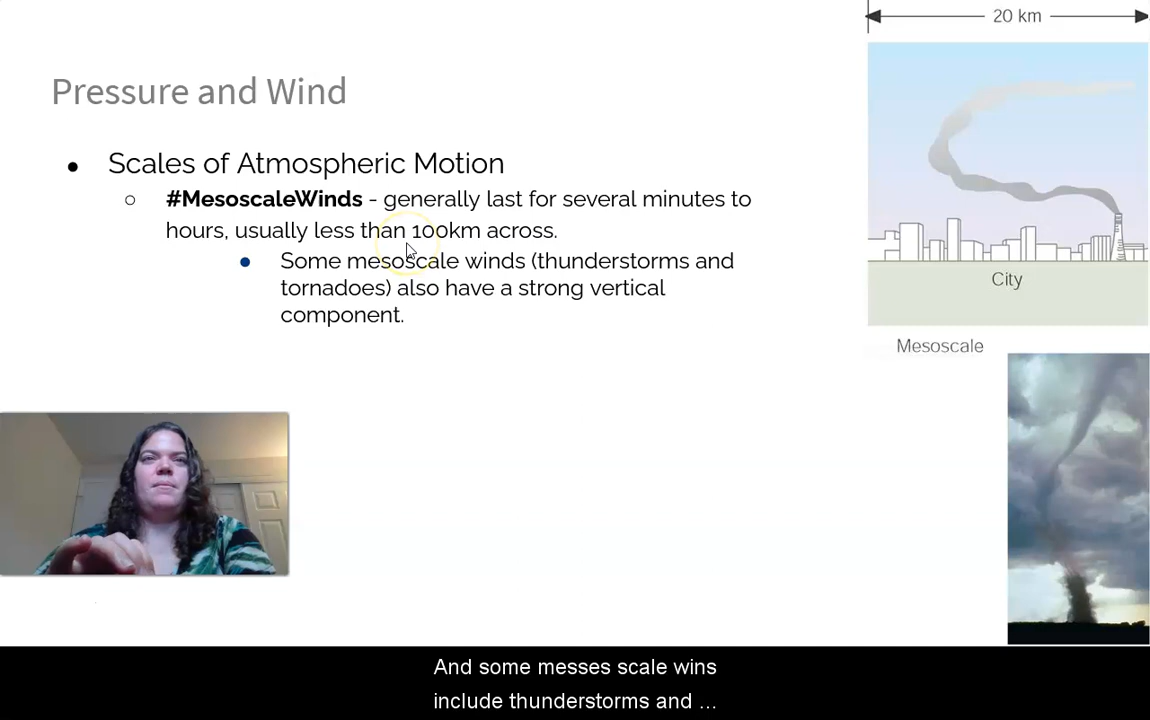 20 km
Pressure and Wind
● Scales of Atmospheric Motion
○ #MesoscaleWinds - generally last for several minutes to
hours, usually less than 100km across.
● Some mesoscale winds (thunderstorms and
tornadoes) also have a strong vertical
component.
City
Mesoscale
And some messes scale wins
include thunderstorms and ...